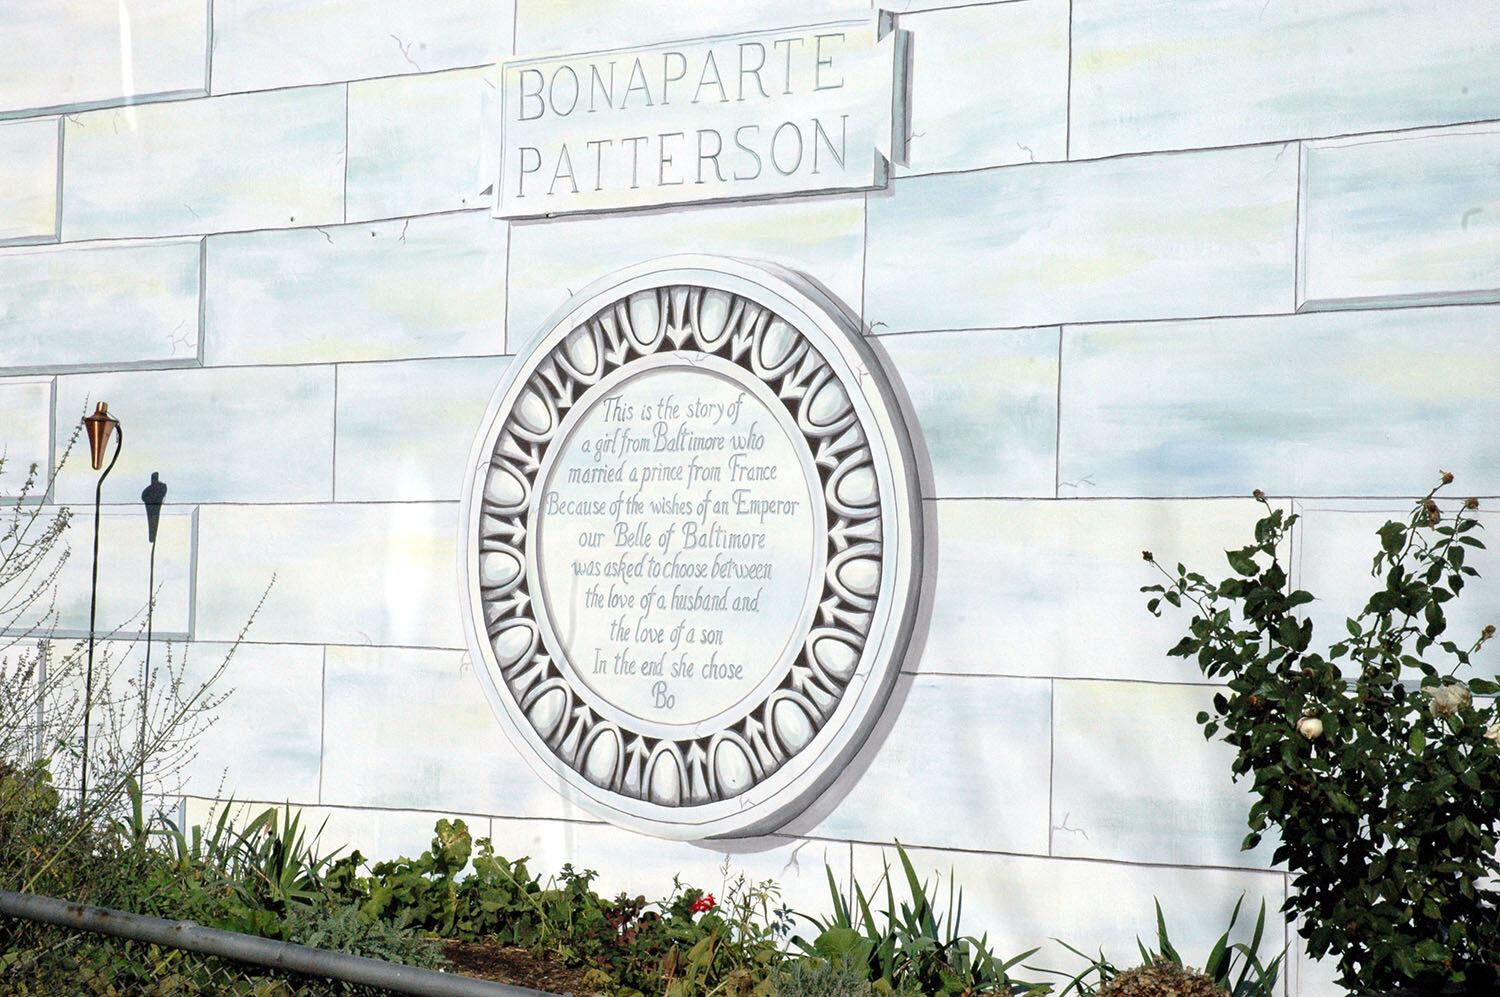 BONAPARTE
PATTERSON
This is the story of
a girl from Baltimore who
married a prince from France
Because of the wishes of an Emperor
our Belle of Baltimore
was asked to choose between
the love of a husband and
the love of a son
In the end she chose
Bo